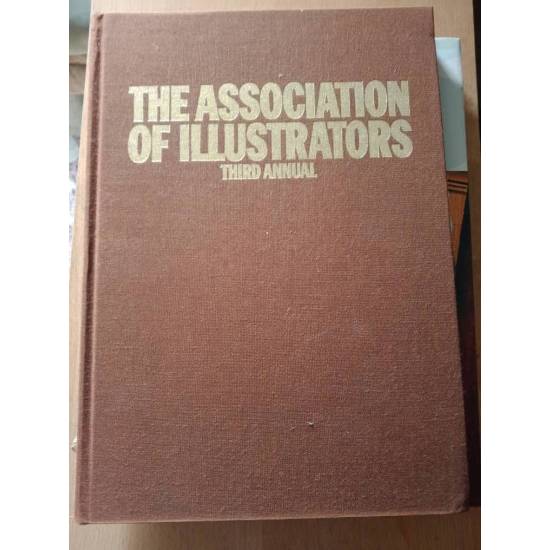 THE ASSOCIATION
OF ILLUSTRATORS
THIRD ANNUAL